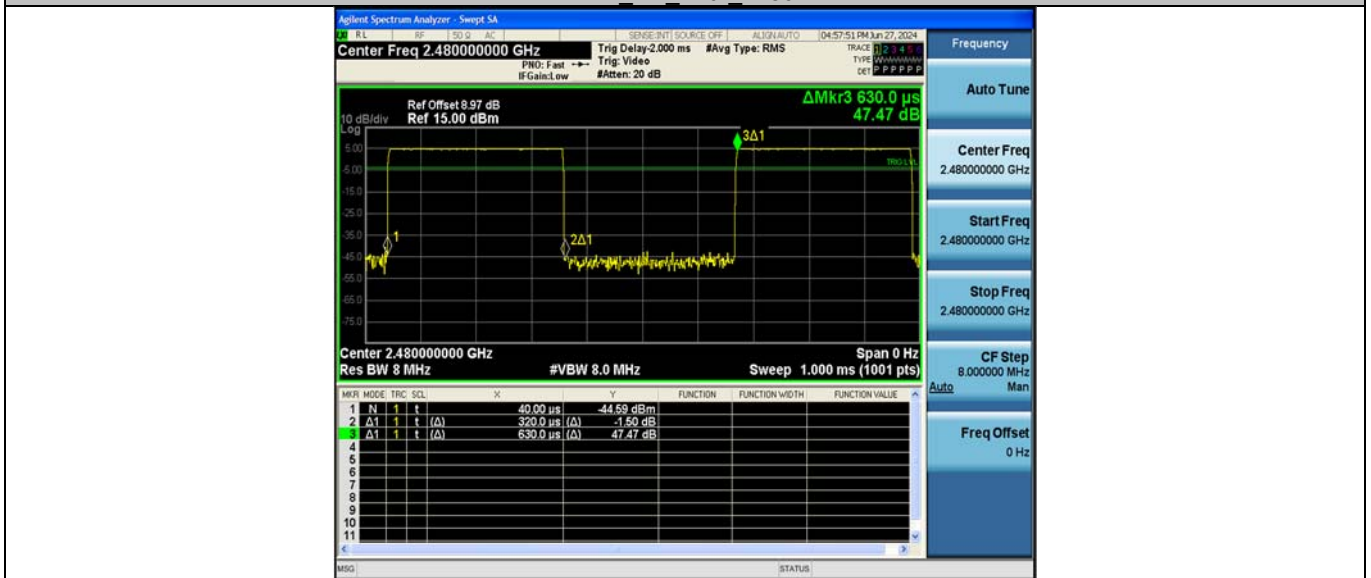 Agilent Spectrum Analyzer - Swept SA
RL RF 50 Ω AC SENSE:INT SOURCE OFF ALIGN AUTO 04:57:51 PM Jun 27, 2024
Center Freq 2.480000000 GHz Trig Delay-2.000 ms #Avg Type: RMS TRACE 1 2 3 4 5 6
PNO: Fast Trig: Video TYPE
IFGain:Low #Atten: 20 dB DET P P P P P P
Frequency
ΔMkr3 630.0 µs
47.47 dB
Ref Offset 8.97 dB
10 dB/div Ref 15.00 dBm
Log
5.00
-5.00
-15.0
-25.0
-35.0
-45.0
-55.0
-65.0
-75.0
1
2Δ1
3Δ1
TRIG LVL
Center 2.480000000 GHz Span 0 Hz
Res BW 8 MHz #VBW 8.0 MHz Sweep 1.000 ms (1001 pts)
MKR MODE TRC SCL X Y FUNCTION FUNCTION WIDTH FUNCTION VALUE
1 N 1 t 40.00 µs -44.59 dBm
2 Δ1 1 t (Δ) 320.0 µs (Δ) -1.50 dB
3 Δ1 1 t (Δ) 630.0 µs (Δ) 47.47 dB
4
5
6
7
8
9
10
11
MSG STATUS
Auto Tune
Center Freq
2.480000000 GHz
Start Freq
2.480000000 GHz
Stop Freq
2.480000000 GHz
CF Step
8.000000 MHz
Auto Man
Freq Offset
0 Hz